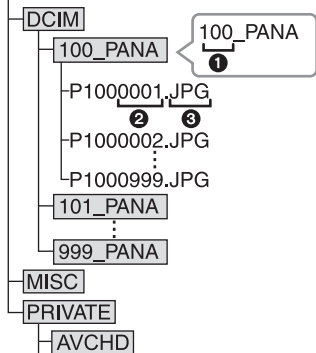 DCIM
100_PANA
100_PANA
❶
P1000001.JPG
❷ ❸
P1000002.JPG
P1000999.JPG
101_PANA
999_PANA
MISC
PRIVATE
AVCHD